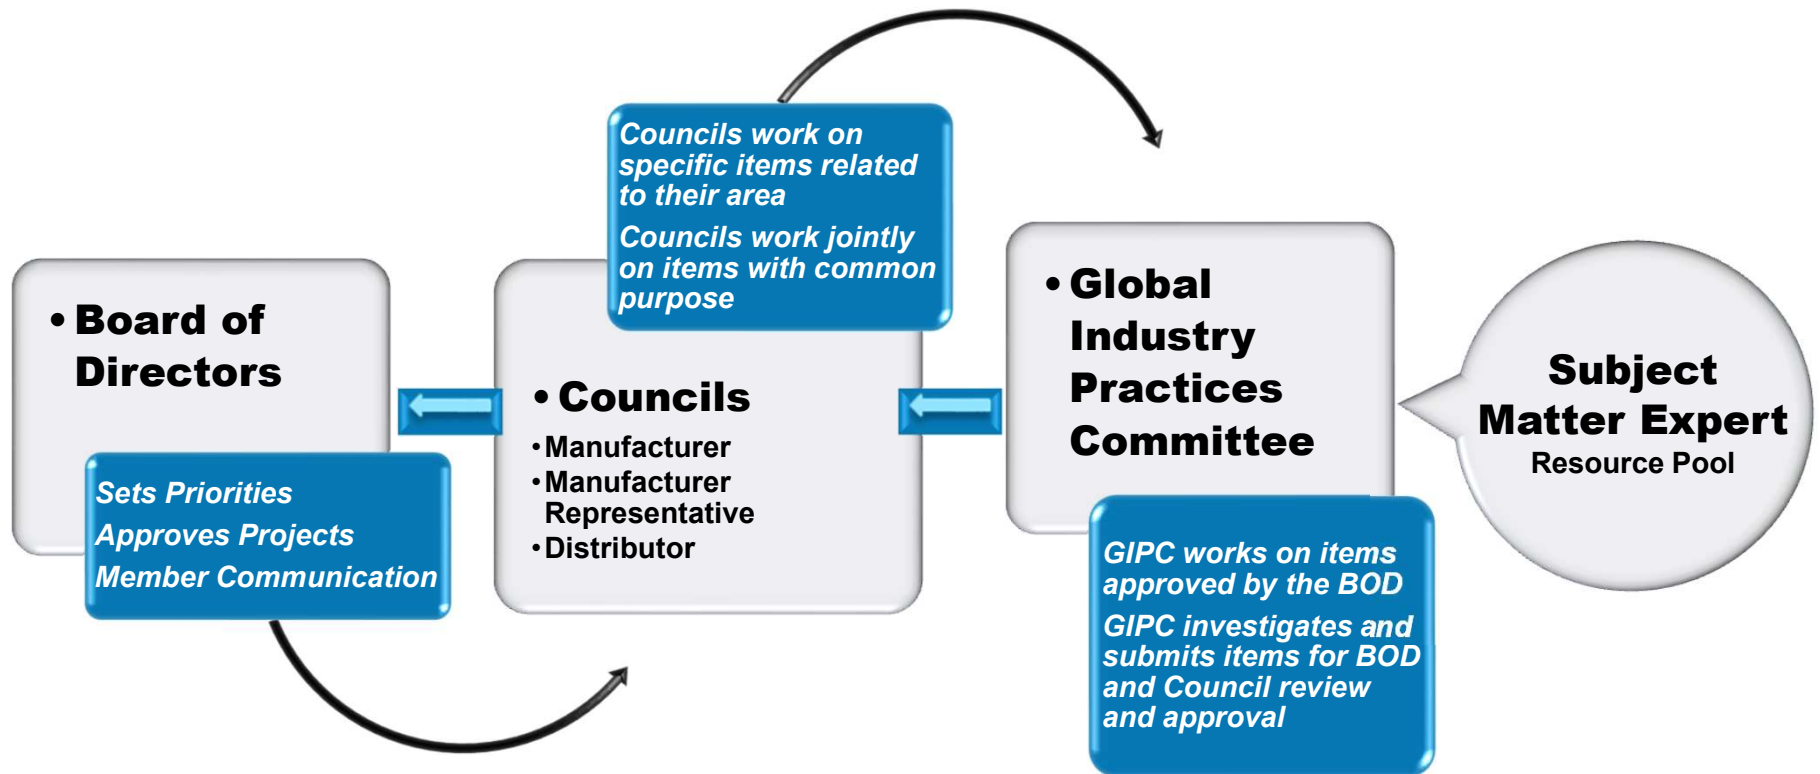 • Board of
Directors
Sets Priorities
Approves Projects
Member Communication
Councils work on
specific items related
to their area
Councils work jointly
on items with common
purpose
• Councils
• Manufacturer
• Manufacturer
Representative
• Distributor
• Global
Industry
Practices
Committee
GIPC works on items
approved by the BOD
GIPC investigates and
submits items for BOD
and Council review
and approval
Subject
Matter Expert
Resource Pool